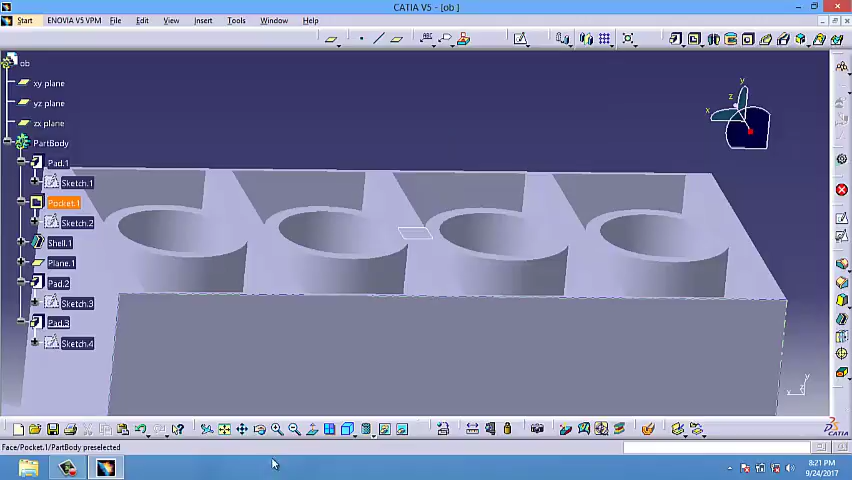 CATIA V5 - [ob ]
Start ENOVIA V5 VPM File Edit View Insert Tools Window Help
ob
xy plane
yz plane
zx plane
PartBody
Pad.1
Sketch.1
Pocket.1
Sketch.2
Shell.1
Plane.1
Pad.2
Sketch.3
Pad.3
Sketch.4
y
z
x
y
z
x
Face/Pocket.1/PartBody preselected
CATIA
8:21 PM
9/24/2017